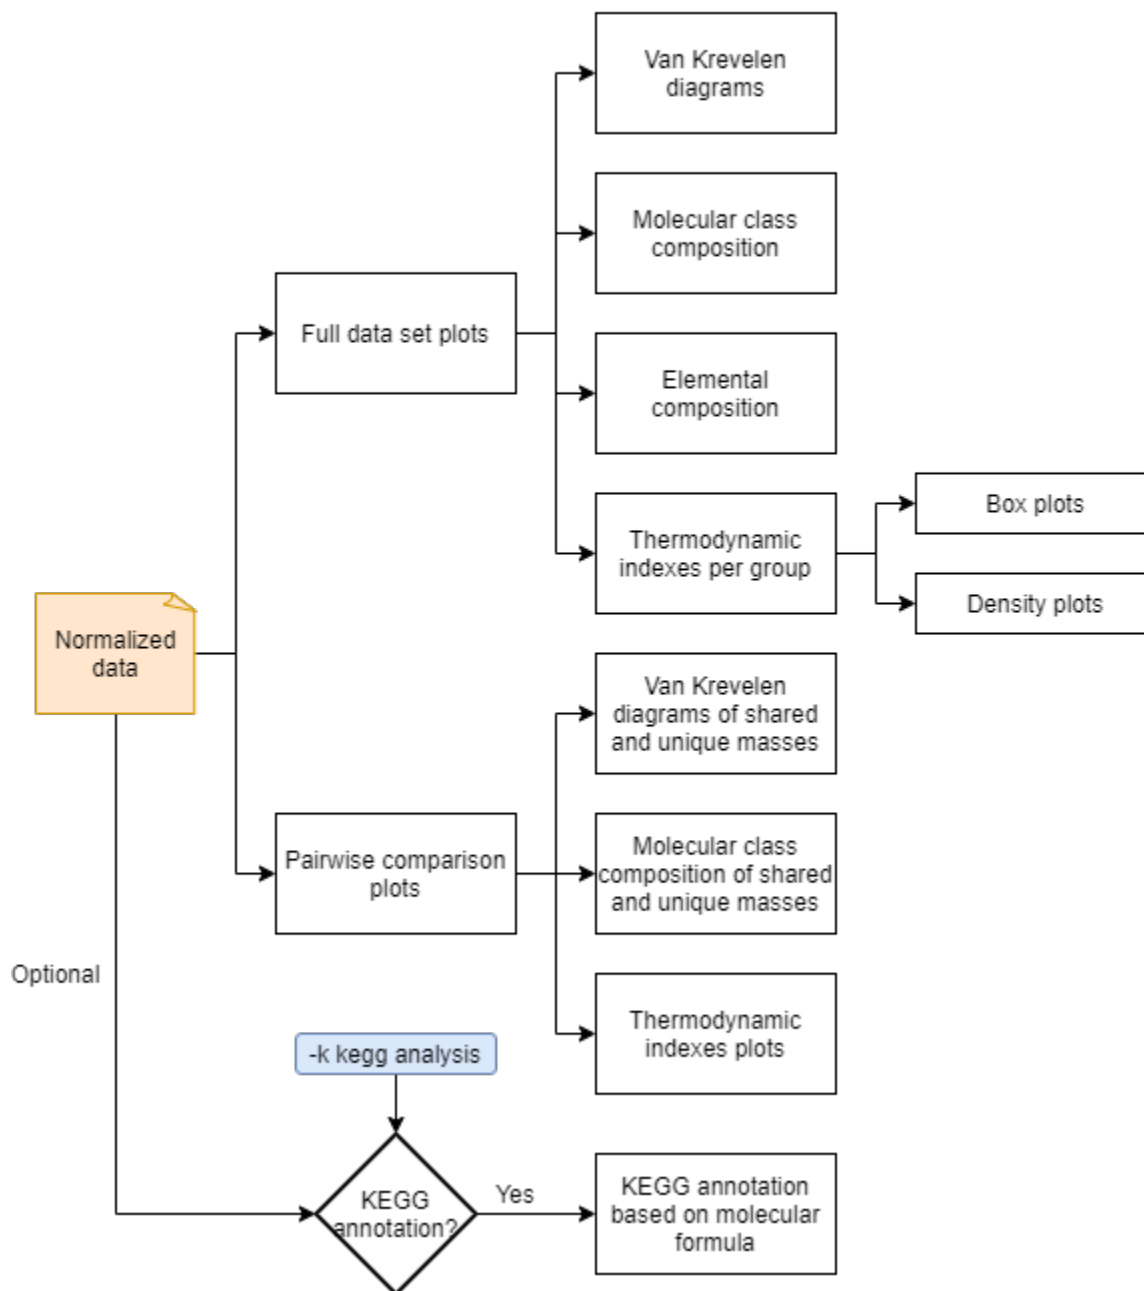 Van Krevelen
diagrams
Molecular class
composition
Full data set plots
Elemental
composition
Thermodynamic
indexes per group
Box plots
Density plots
Normalized
data
Van Krevelen
diagrams of shared
and unique masses
Pairwise comparison
plots
Molecular class
composition of shared
and unique masses
Optional
Thermodynamic
indexes plots
-k kegg analysis
KEGG
annotation?
Yes
KEGG annotation
based on molecular
formula